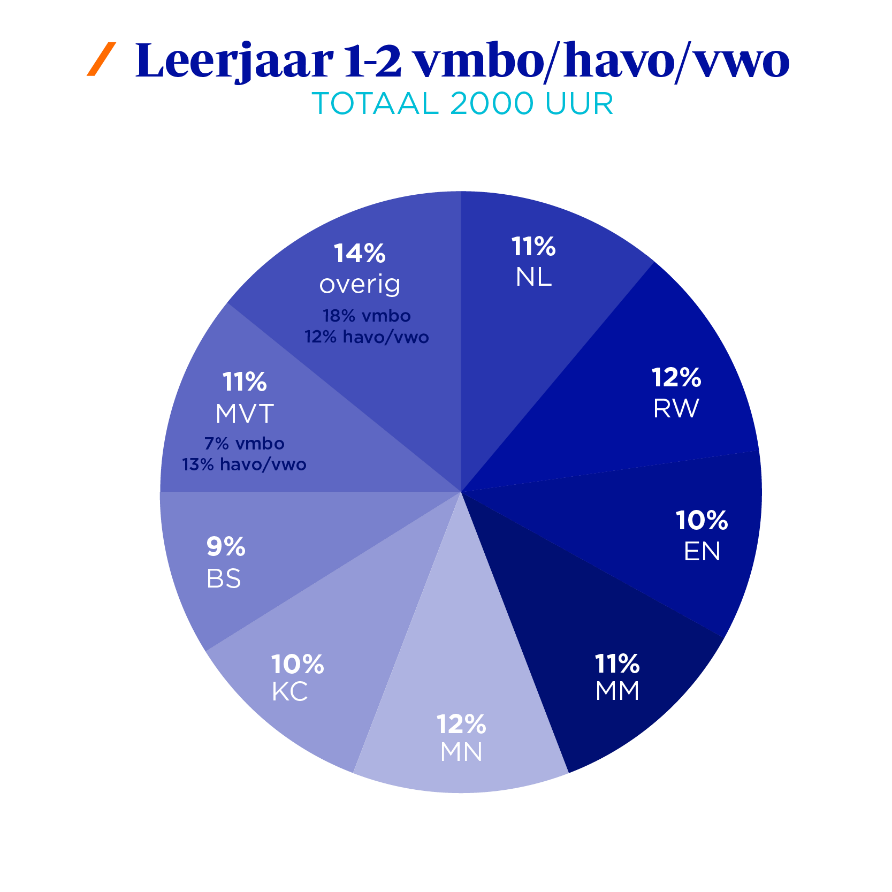 Leerjaar 1-2 vmbo/havo/vwo
TOTAAL 2000 UUR
11%
NL
12%
RW
10%
EN
11%
MM
12%
MN
10%
KC
9%
BS
11%
MVT
7% vmbo
13% havo/vwo
14%
overig
18% vmbo
12% havo/vwo